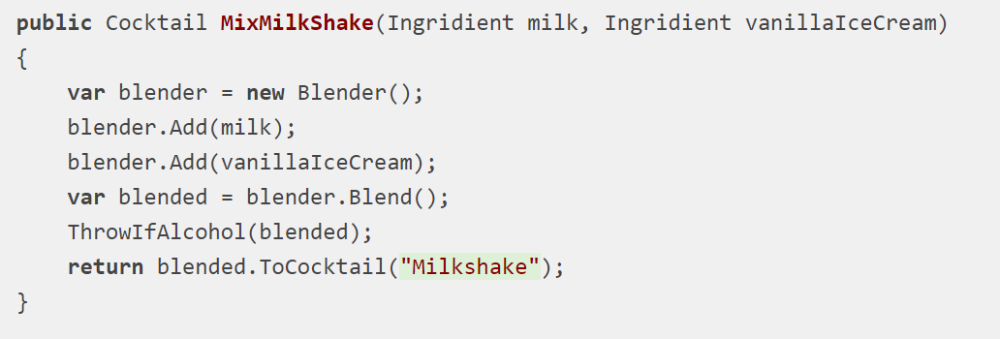 public Cocktail MixMilkShake(Ingridient milk, Ingridient vanillaIceCream)
{
    var blender = new Blender();
    blender.Add(milk);
    blender.Add(vanillaIceCream);
    var blended = blender.Blend();
    ThrowIfAlcohol(blended);
    return blended.ToCocktail("Milkshake");
}